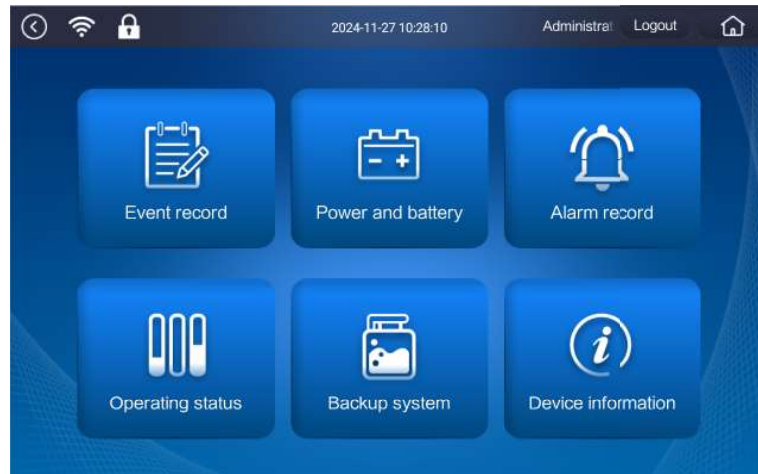 2024-11-27 10:28:10 Administrat Logout
Event record Power and battery Alarm record
Operating status Backup system Device information